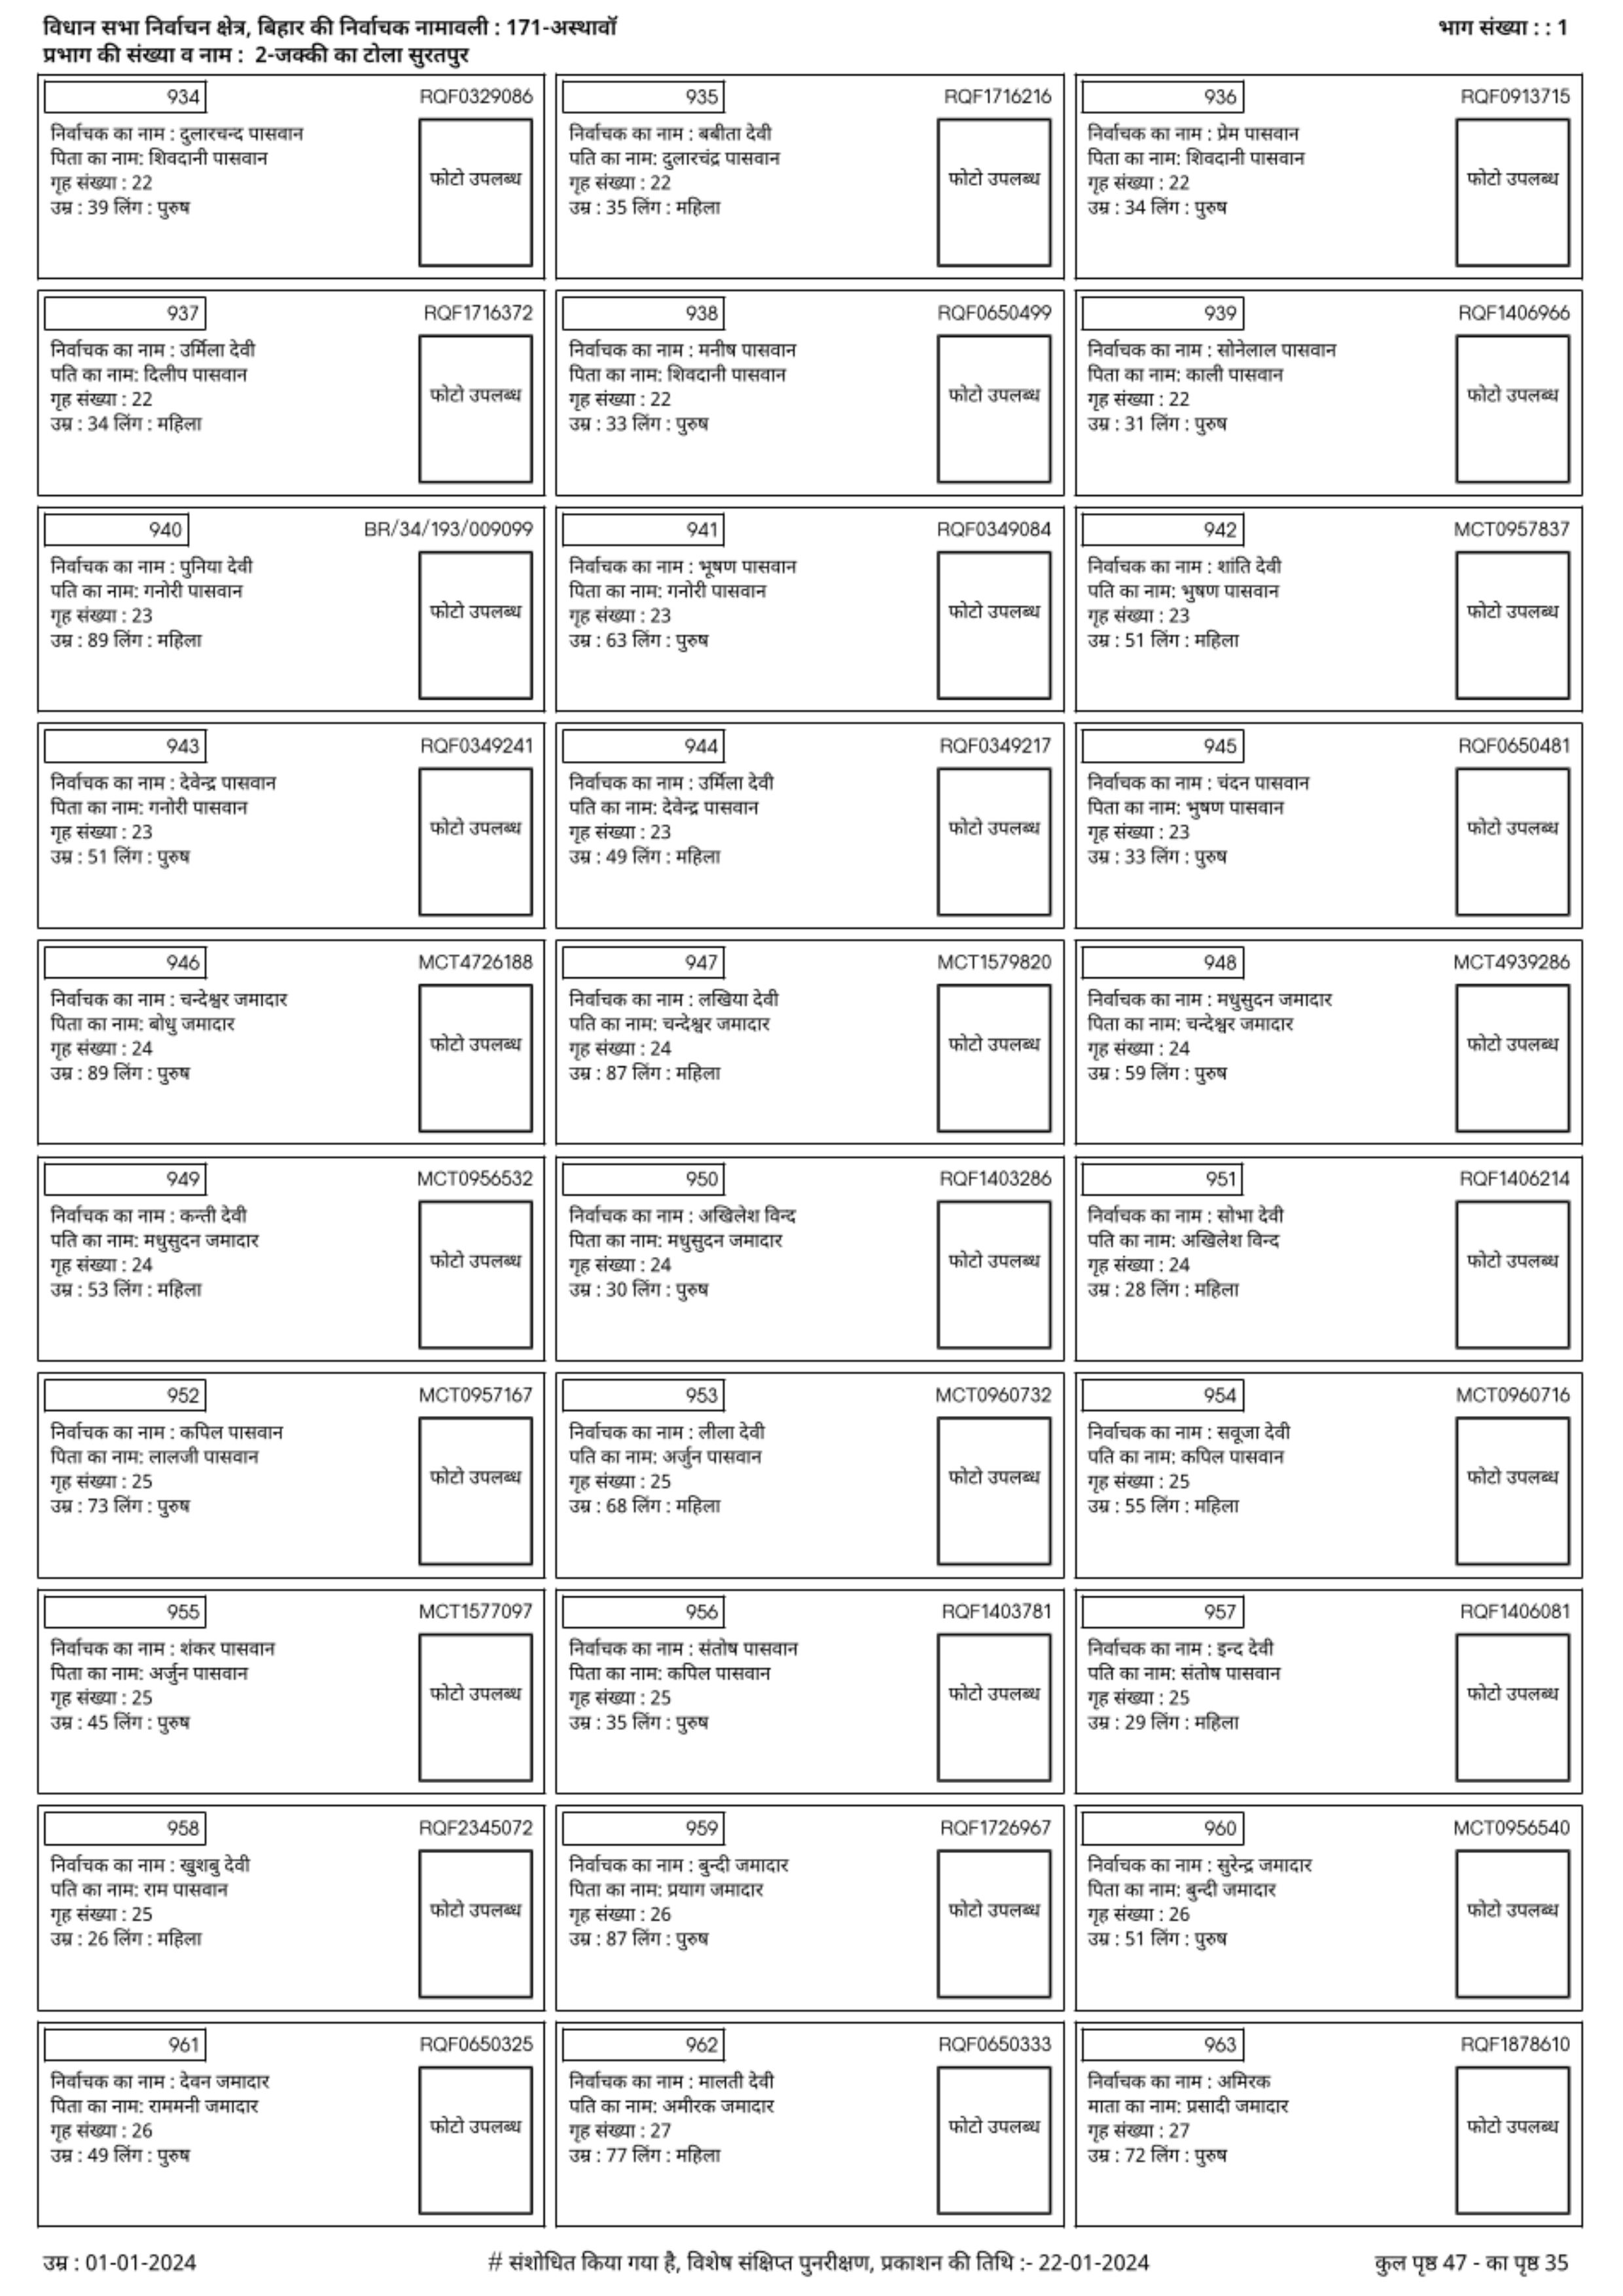 विधान सभा निर्वाचन क्षेत्र, बिहार की निर्वाचक नामावली : 171-अस्थावॉ
भाग संख्या : : 1
प्रभाग की संख्या व नाम : 2-जक्की का टोला सुरतपुर
934 RQF0329086
निर्वाचक का नाम : दुलारचन्द पासवान
पिता का नाम: शिवदानी पासवान
गृह संख्या : 22
उम्र : 39 लिंग : पुरुष
फोटो उपलब्ध
935 RQF1716216
निर्वाचक का नाम : बबीता देवी
पति का नाम: दुलारचंद्र पासवान
गृह संख्या : 22
उम्र : 35 लिंग : महिला
फोटो उपलब्ध
936 RQF0913715
निर्वाचक का नाम : प्रेम पासवान
पिता का नाम: शिवदानी पासवान
गृह संख्या : 22
उम्र : 34 लिंग : पुरुष
फोटो उपलब्ध
937 RQF1716372
निर्वाचक का नाम : उर्मिला देवी
पति का नाम: दिलीप पासवान
गृह संख्या : 22
उम्र : 34 लिंग : महिला
फोटो उपलब्ध
938 RQF0650499
निर्वाचक का नाम : मनीष पासवान
पिता का नाम: शिवदानी पासवान
गृह संख्या : 22
उम्र : 33 लिंग : पुरुष
फोटो उपलब्ध
939 RQF1406966
निर्वाचक का नाम : सोनेलाल पासवान
पिता का नाम: काली पासवान
गृह संख्या : 22
उम्र : 31 लिंग : पुरुष
फोटो उपलब्ध
940 BR/34/193/009099
निर्वाचक का नाम : पुनिया देवी
पति का नाम: गनोरी पासवान
गृह संख्या : 23
उम्र : 89 लिंग : महिला
फोटो उपलब्ध
941 RQF0349084
निर्वाचक का नाम : भूषण पासवान
पिता का नाम: गनोरी पासवान
गृह संख्या : 23
उम्र : 63 लिंग : पुरुष
फोटो उपलब्ध
942 MCT0957837
निर्वाचक का नाम : शांति देवी
पति का नाम: भुषण पासवान
गृह संख्या : 23
उम्र : 51 लिंग : महिला
फोटो उपलब्ध
943 RQF0349241
निर्वाचक का नाम : देवेन्द्र पासवान
पिता का नाम: गनोरी पासवान
गृह संख्या : 23
उम्र : 51 लिंग : पुरुष
फोटो उपलब्ध
944 RQF0349217
निर्वाचक का नाम : उर्मिला देवी
पति का नाम: देवेन्द्र पासवान
गृह संख्या : 23
उम्र : 49 लिंग : महिला
फोटो उपलब्ध
945 RQF0650481
निर्वाचक का नाम : चंदन पासवान
पिता का नाम: भुषण पासवान
गृह संख्या : 23
उम्र : 33 लिंग : पुरुष
फोटो उपलब्ध
946 MCT4726188
निर्वाचक का नाम : चन्देश्वर जमादार
पिता का नाम: बोधु जमादार
गृह संख्या : 24
उम्र : 89 लिंग : पुरुष
फोटो उपलब्ध
947 MCT1579820
निर्वाचक का नाम : लखिया देवी
पति का नाम: चन्देश्वर जमादार
गृह संख्या : 24
उम्र : 87 लिंग : महिला
फोटो उपलब्ध
948 MCT4939286
निर्वाचक का नाम : मधुसुदन जमादार
पिता का नाम: चन्देश्वर जमादार
गृह संख्या : 24
उम्र : 59 लिंग : पुरुष
फोटो उपलब्ध
949 MCT0956532
निर्वाचक का नाम : कन्ती देवी
पति का नाम: मधुसुदन जमादार
गृह संख्या : 24
उम्र : 53 लिंग : महिला
फोटो उपलब्ध
950 RQF1403286
निर्वाचक का नाम : अखिलेश विन्द
पिता का नाम: मधुसुदन जमादार
गृह संख्या : 24
उम्र : 30 लिंग : पुरुष
फोटो उपलब्ध
951 RQF1406214
निर्वाचक का नाम : सोभा देवी
पति का नाम: अखिलेश विन्द
गृह संख्या : 24
उम्र : 28 लिंग : महिला
फोटो उपलब्ध
952 MCT0957167
निर्वाचक का नाम : कपिल पासवान
पिता का नाम: लालजी पासवान
गृह संख्या : 25
उम्र : 73 लिंग : पुरुष
फोटो उपलब्ध
953 MCT0960732
निर्वाचक का नाम : लीला देवी
पति का नाम: अर्जुन पासवान
गृह संख्या : 25
उम्र : 68 लिंग : महिला
फोटो उपलब्ध
954 MCT0960716
निर्वाचक का नाम : सवूजा देवी
पति का नाम: कपिल पासवान
गृह संख्या : 25
उम्र : 55 लिंग : महिला
फोटो उपलब्ध
955 MCT1577097
निर्वाचक का नाम : शंकर पासवान
पिता का नाम: अर्जुन पासवान
गृह संख्या : 25
उम्र : 45 लिंग : पुरुष
फोटो उपलब्ध
956 RQF1403781
निर्वाचक का नाम : संतोष पासवान
पिता का नाम: कपिल पासवान
गृह संख्या : 25
उम्र : 35 लिंग : पुरुष
फोटो उपलब्ध
957 RQF1406081
निर्वाचक का नाम : इन्द देवी
पति का नाम: संतोष पासवान
गृह संख्या : 25
उम्र : 29 लिंग : महिला
फोटो उपलब्ध
958 RQF2345072
निर्वाचक का नाम : खुशबु देवी
पति का नाम: राम पासवान
गृह संख्या : 25
उम्र : 26 लिंग : महिला
फोटो उपलब्ध
959 RQF1726967
निर्वाचक का नाम : बुन्दी जमादार
पिता का नाम: प्रयाग जमादार
गृह संख्या : 26
उम्र : 87 लिंग : पुरुष
फोटो उपलब्ध
960 MCT0956540
निर्वाचक का नाम : सुरेन्द्र जमादार
पिता का नाम: बुन्दी जमादार
गृह संख्या : 26
उम्र : 51 लिंग : पुरुष
फोटो उपलब्ध
961 RQF0650325
निर्वाचक का नाम : देवन जमादार
पिता का नाम: राममनी जमादार
गृह संख्या : 26
उम्र : 49 लिंग : पुरुष
फोटो उपलब्ध
962 RQF0650333
निर्वाचक का नाम : मालती देवी
पति का नाम: अमीरक जमादार
गृह संख्या : 27
उम्र : 77 लिंग : महिला
फोटो उपलब्ध
963 RQF1878610
निर्वाचक का नाम : अमिरक
माता का नाम: प्रसादी जमादार
गृह संख्या : 27
उम्र : 72 लिंग : पुरुष
फोटो उपलब्ध
उम्र : 01-01-2024
# संशोधित किया गया है, विशेष संक्षिप्त पुनरीक्षण, प्रकाशन की तिथि :- 22-01-2024
कुल पृष्ठ 47 - का पृष्ठ 35